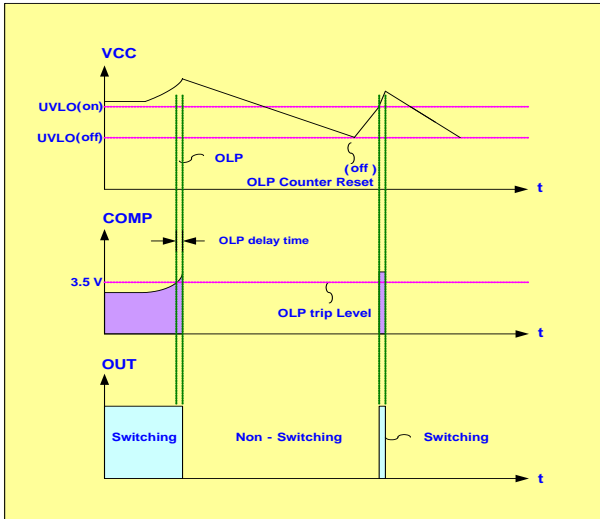 VCC
UVLO(on)
UVLO(off)
OLP
(off)
OLP Counter Reset
t
COMP
OLP delay time
3.5 V
OLP trip Level
t
OUT
Switching
Non - Switching
Switching
t